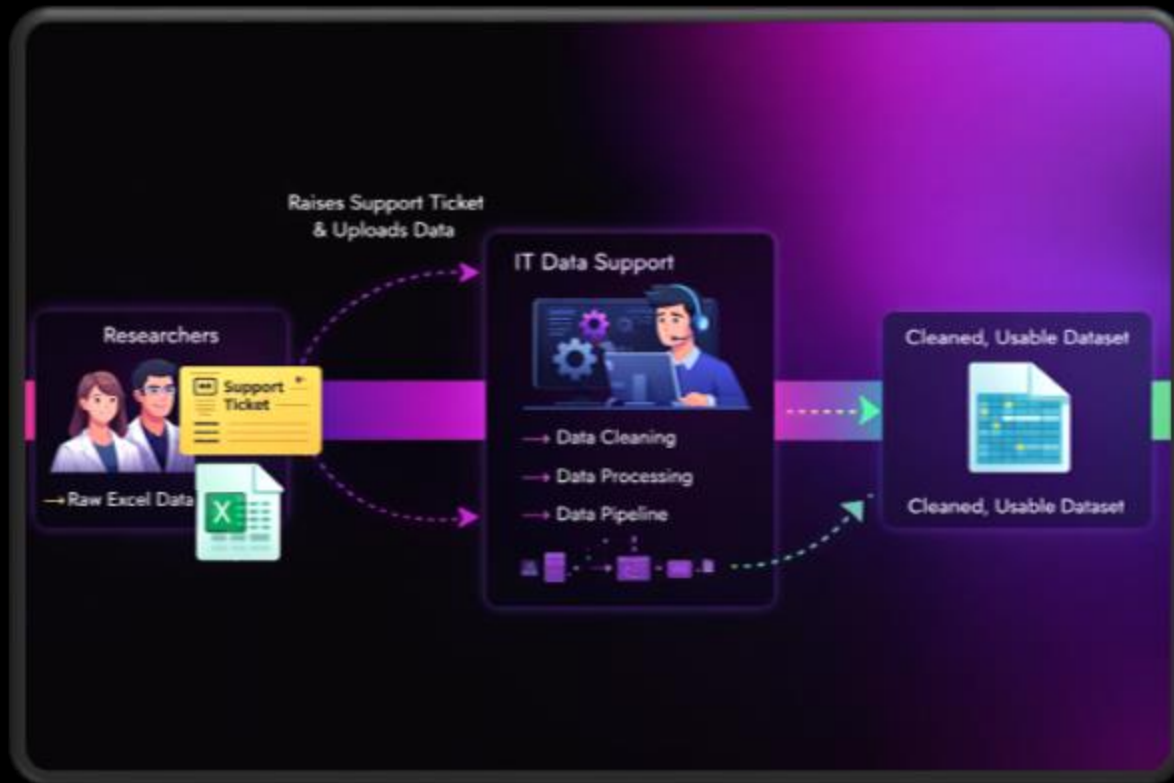 Raises Support Ticket
& Uploads Data
Researchers
Support
Ticket
→Raw Excel Data
X
IT Data Support
→ Data Cleaning
→ Data Processing
→ Data Pipeline
Cleaned, Usable Dataset
Cleaned, Usable Dataset